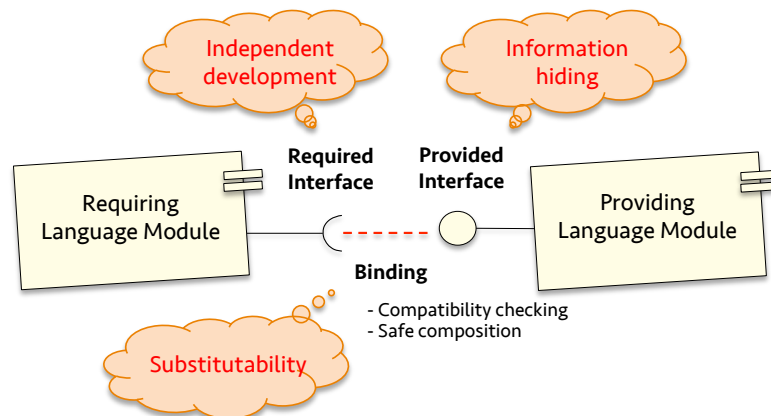 Independent
development
Information
hiding
Required
Interface
Provided
Interface
Requiring
Language Module
Providing
Language Module
Binding
- Compatibility checking
- Safe composition
Substitutability